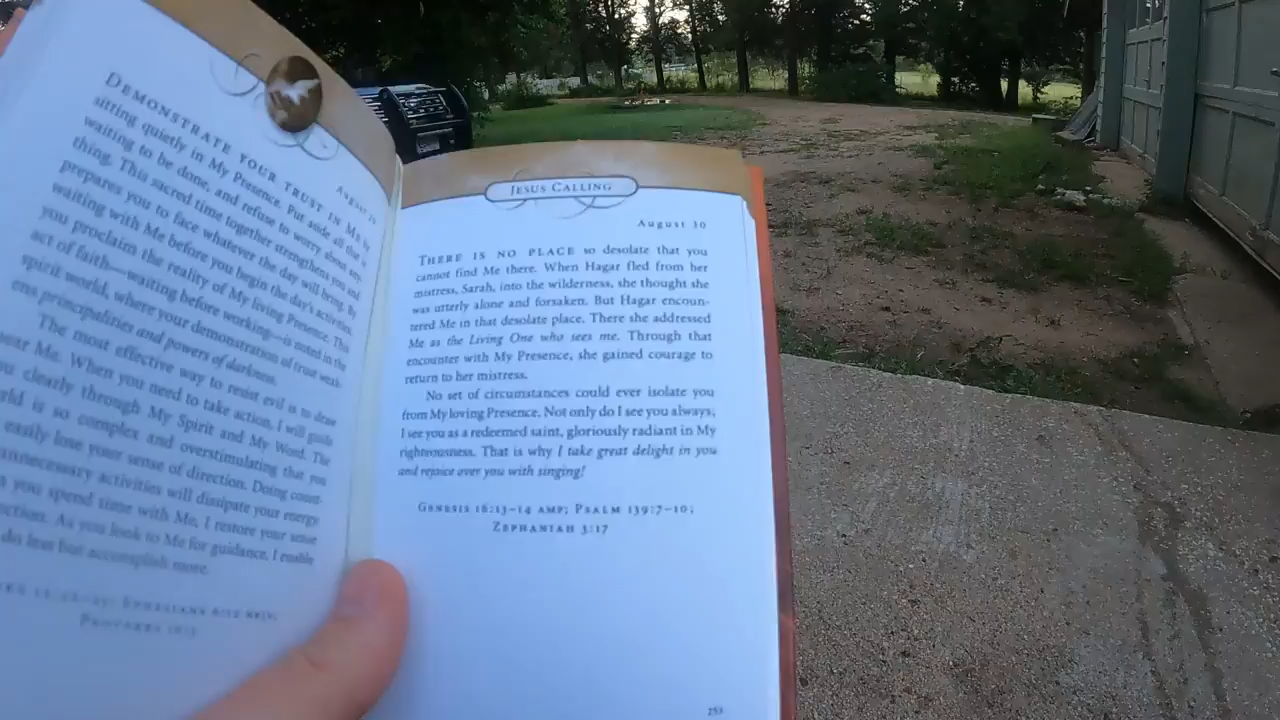 DEMONSTRATE YOUR TRUST IN ME by
sitting quietly in My Presence. Put aside all that is
waiting to be done, and refuse to worry about any-
thing. This sacred time together strengthens you and
prepares you to face whatever the day will bring. By
waiting with Me before you begin the day's activities,
you proclaim the reality of My living Presence. This
act of faith—waiting before working—is noted in the
spirit world, where your demonstration of trust weak-
ens principalities and powers of darkness.
The most effective way to resist evil is to draw
near Me. When you need to take action, I will guide
you clearly through My Spirit and My Word. The
world is so complex and overstimulating that you
easily lose your sense of direction. Doing count-
unnecessary activities will dissipate your energy
you spend time with Me, I restore your sense
As you look to Me for guidance, I enable
do less but accomplish more.
JESUS CALLING
August 30
THERE IS NO PLACE so desolate that you
cannot find Me there. When Hagar fled from her
mistress, Sarah, into the wilderness, she thought she
was utterly alone and forsaken. But Hagar encoun-
tered Me in that desolate place. There she addressed
Me as the Living One who sees me. Through that
encounter with My Presence, she gained courage to
return to her mistress.
No set of circumstances could ever isolate you
from My loving Presence. Not only do I see you always;
I see you as a redeemed saint, gloriously radiant in My
righteousness. That is why I take great delight in you
and rejoice over you with singing!
GENESIS 16:13–14 AMP; PSALM 139:7–10;
ZEPHANIAH 3:17
253